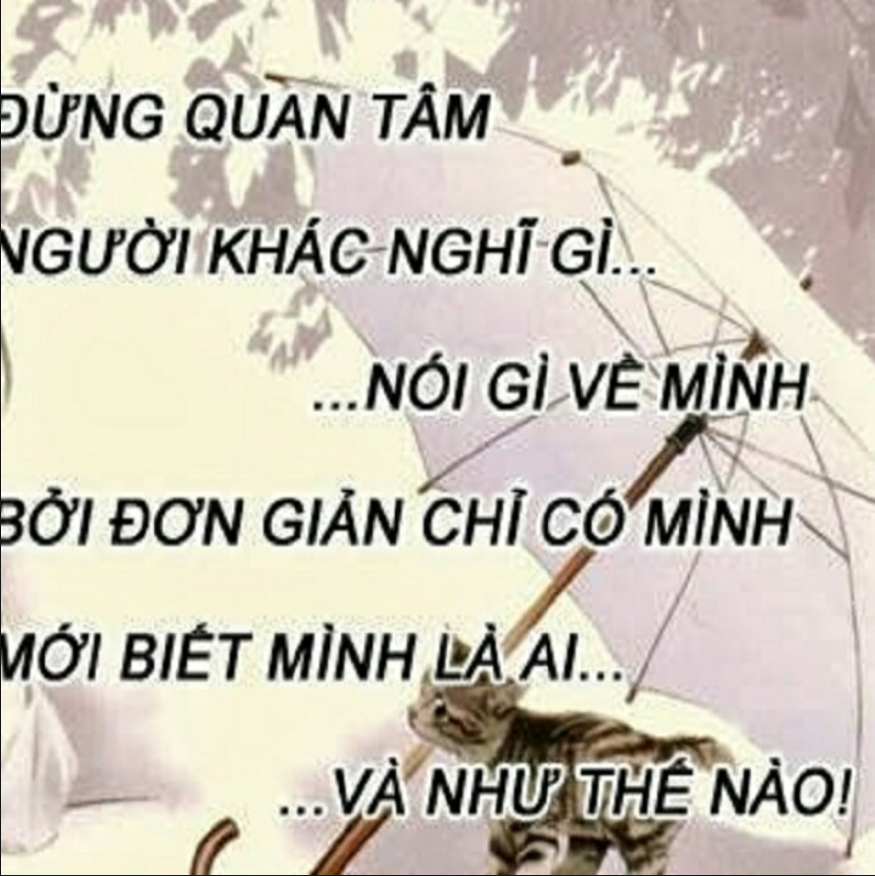 ĐỪNG QUAN TÂM
NGƯỜI KHÁC NGHĨ GÌ...
...NÓI GÌ VỀ MÌNH
BỞI ĐƠN GIẢN CHỈ CÓ MÌNH
MỚI BIẾT MÌNH LÀ AI...
...VÀ NHƯ THẾ NÀO!